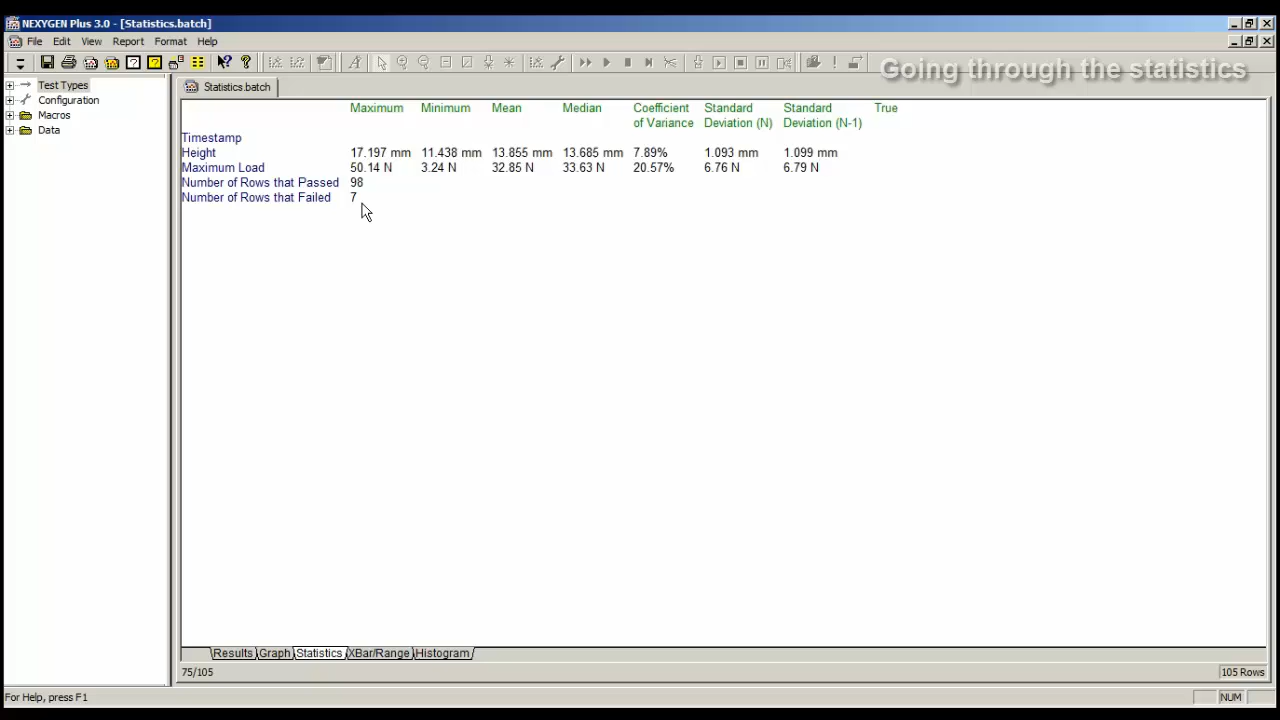 NEXYGEN Plus 3.0 - [Statistics.batch]
File Edit View Report Format Help
Going through the statistics
Test Types
Configuration
Macros
Data
Statistics.batch
Maximum Minimum Mean Median Coefficient of Variance Standard Deviation (N) Standard Deviation (N-1) True
Timestamp
Height 17.197 mm 11.438 mm 13.855 mm 13.685 mm 7.89% 1.093 mm 1.099 mm
Maximum Load 50.14 N 3.24 N 32.85 N 33.63 N 20.57% 6.76 N 6.79 N
Number of Rows that Passed 98
Number of Rows that Failed 7
Results Graph Statistics XBar/Range Histogram
75/105 105 Rows
For Help, press F1 NUM